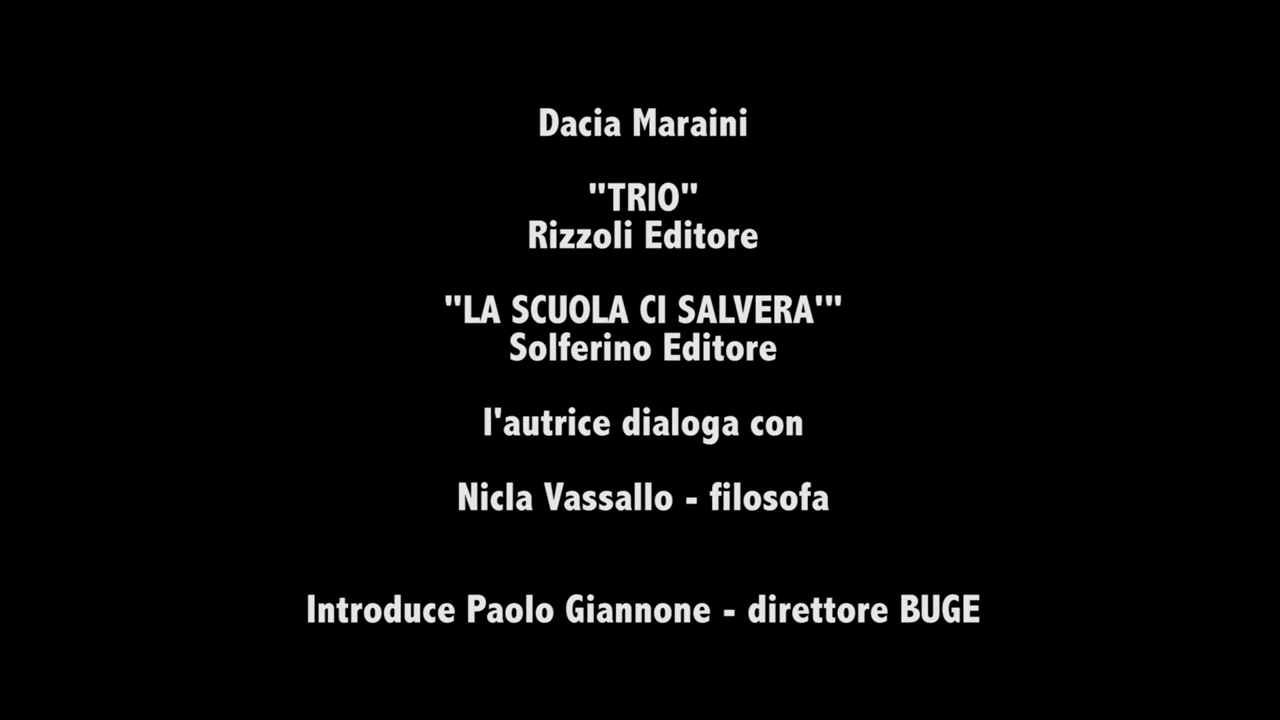 Dacia Maraini
"TRIO"
Rizzoli Editore
"LA SCUOLA CI SALVERA'"
Solferino Editore
l'autrice dialoga con
Nicla Vassallo - filosofa
Introduce Paolo Giannone - direttore BUGE